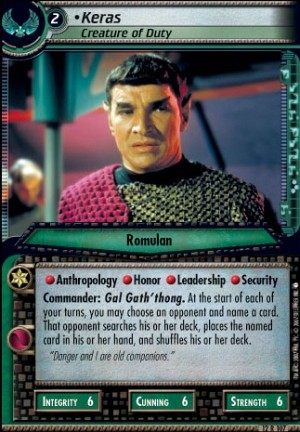 2 •Keras
Creature of Duty
Romulan
•Anthropology •Honor •Leadership •Security
Commander: Gal Gath'thong. At the start of each of
your turns, you may choose an opponent and name a card.
That opponent searches his or her deck, places the named
card in his or her hand, and shuffles his or her deck.
"Danger and I are old companions."
INTEGRITY 6 CUNNING 6 STRENGTH 6